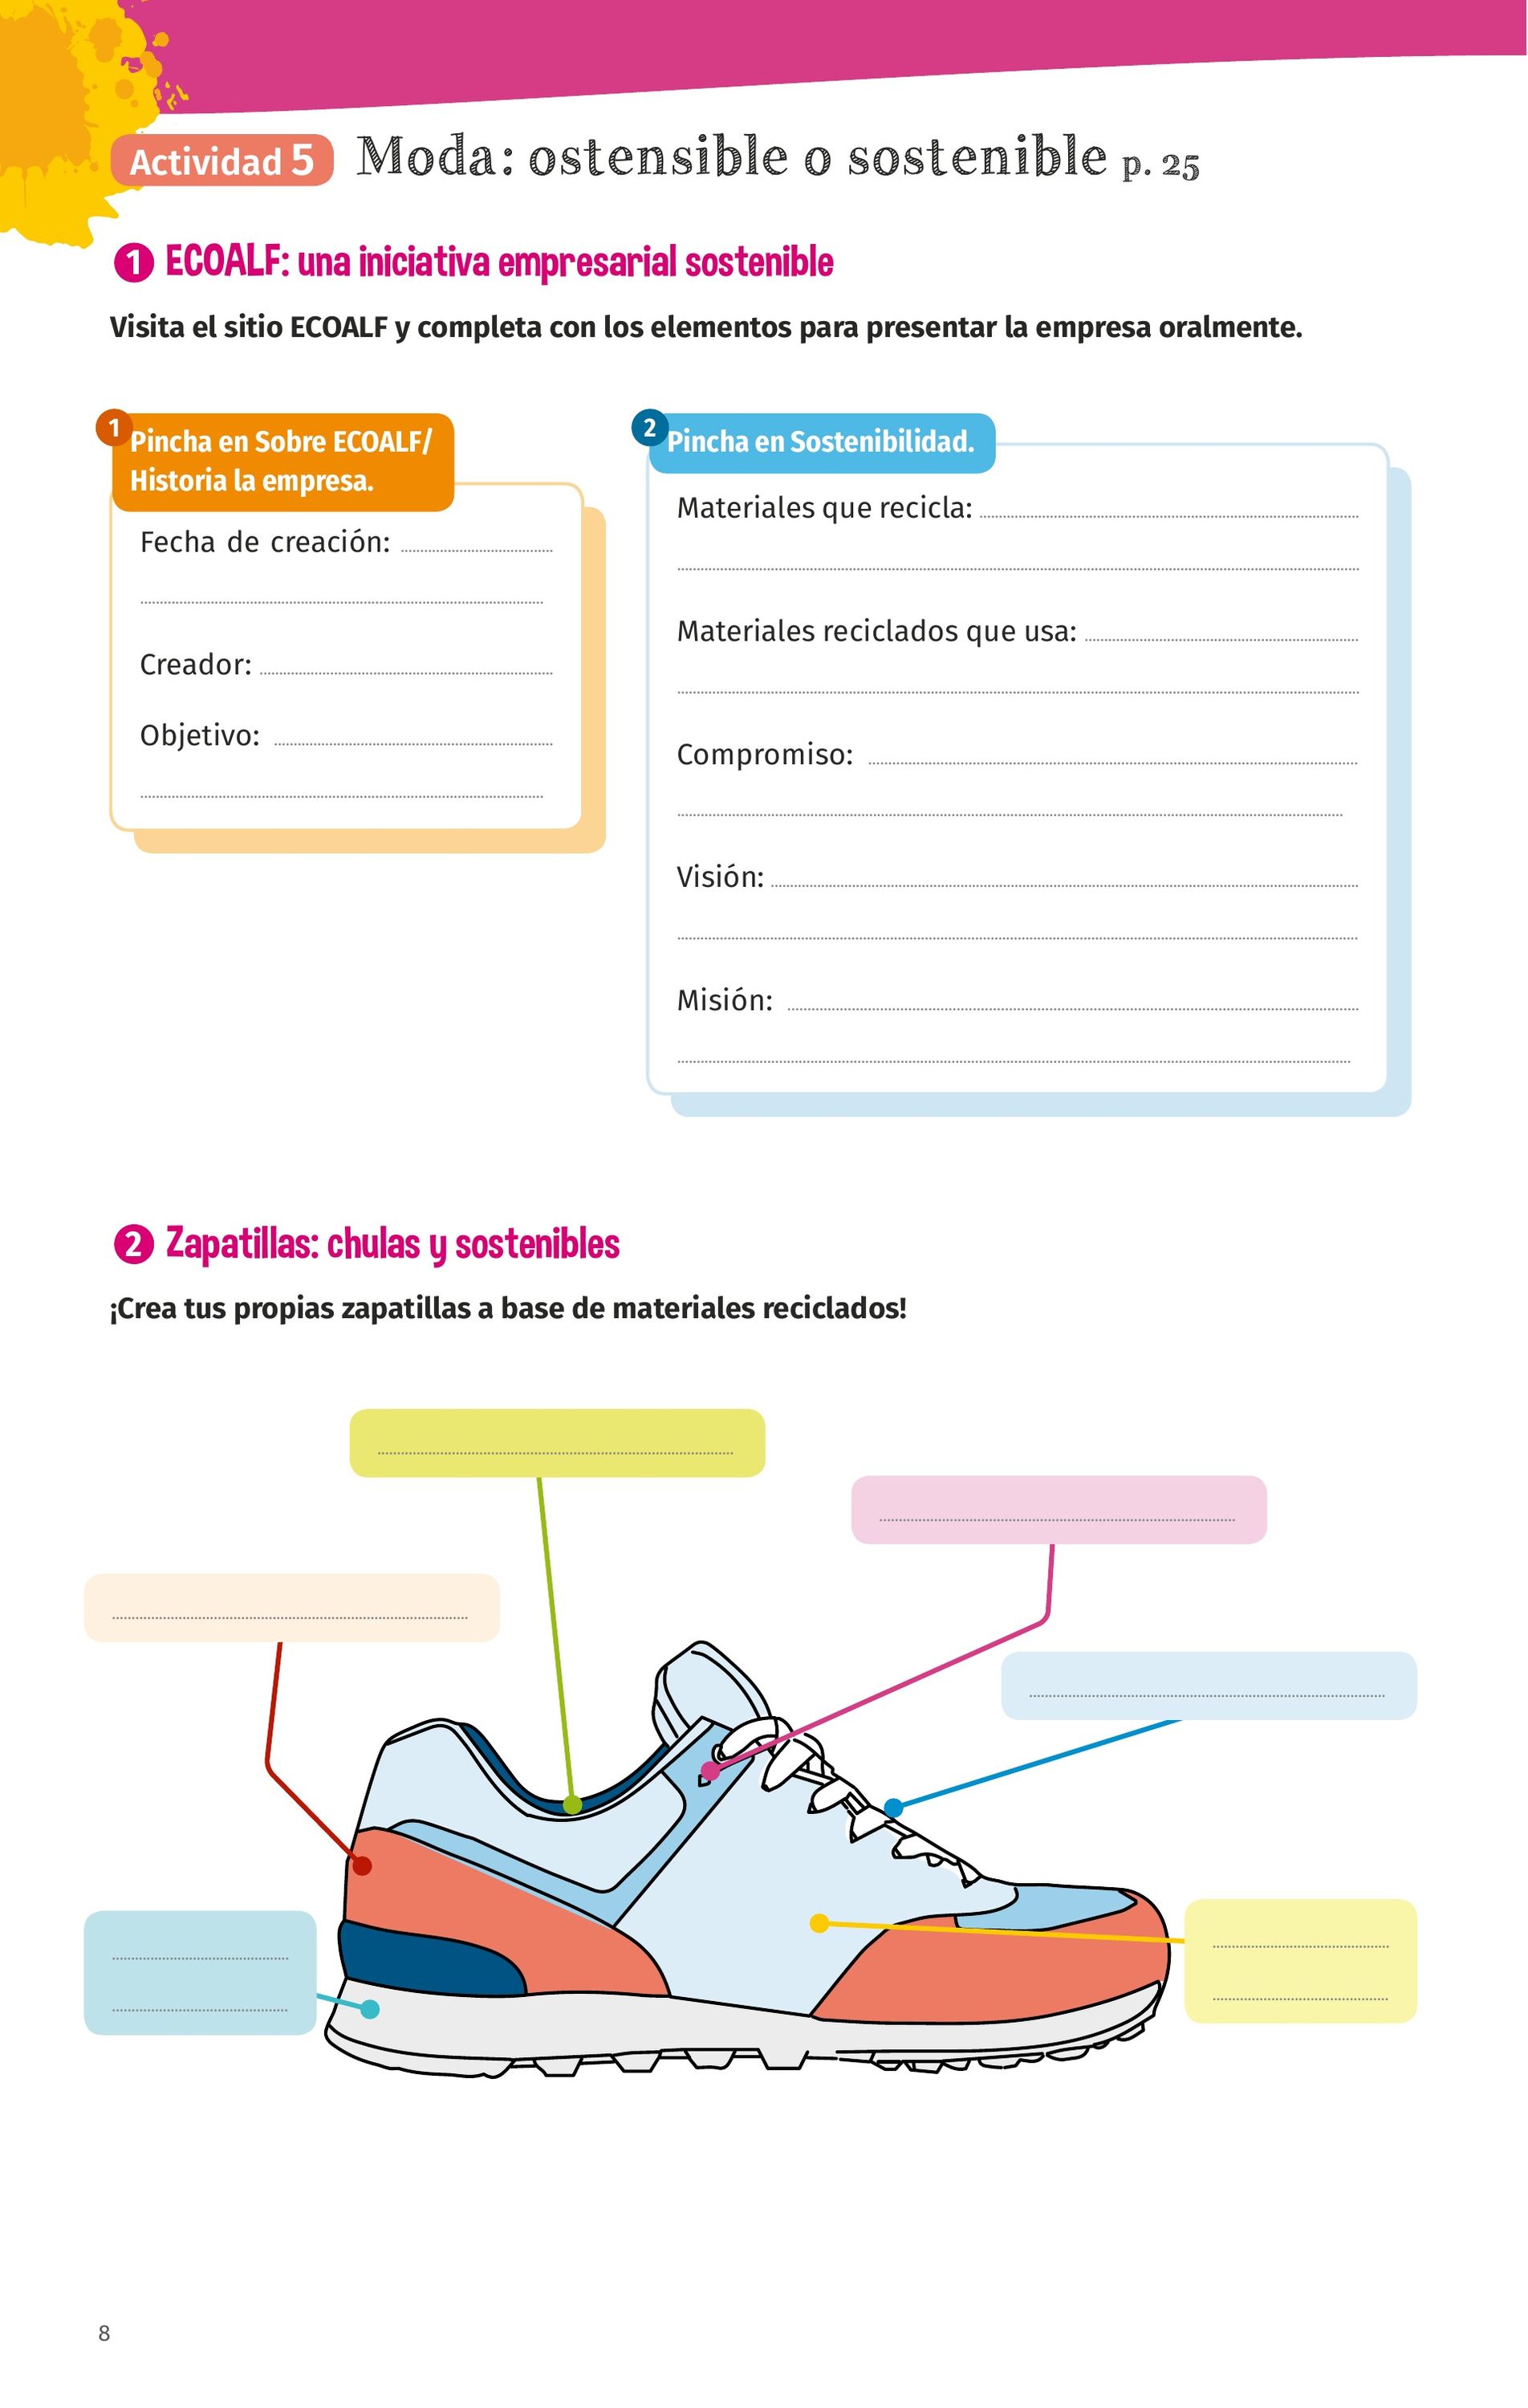 Actividad 5 Moda: ostensible o sostenible p. 25
1 ECOALF: una iniciativa empresarial sostenible
Visita el sitio ECOALF y completa con los elementos para presentar la empresa oralmente.
1 Pincha en Sobre ECOALF/
Historia la empresa.
Fecha de creación:
Creador:
Objetivo:
2 Pincha en Sostenibilidad.
Materiales que recicla:
Materiales reciclados que usa:
Compromiso:
Visión:
Misión:
2 Zapatillas: chulas y sostenibles
¡Crea tus propias zapatillas a base de materiales reciclados!
8